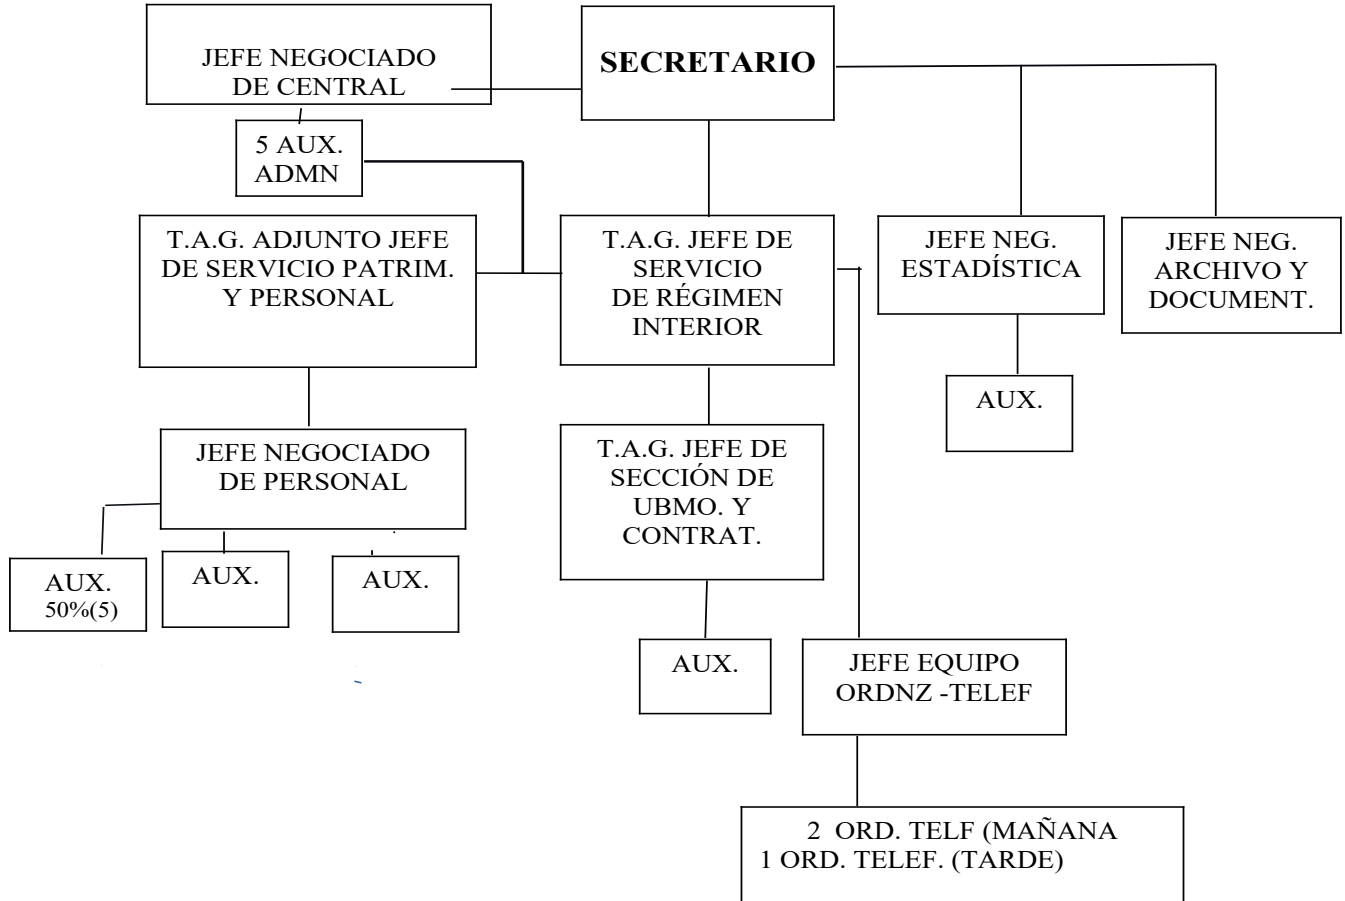 JEFE NEGOCIADO
DE CENTRAL
SECRETARIO
5 AUX.
ADMN
T.A.G. ADJUNTO JEFE
DE SERVICIO PATRIM.
Y PERSONAL
T.A.G. JEFE DE
SERVICIO
DE RÉGIMEN
INTERIOR
JEFE NEG.
ESTADÍSTICA
JEFE NEG.
ARCHIVO Y
DOCUMENT.
AUX.
JEFE NEGOCIADO
DE PERSONAL
T.A.G. JEFE DE
SECCIÓN DE
UBMO. Y
CONTRAT.
AUX.
50%(5)
AUX.
AUX.
AUX.
JEFE EQUIPO
ORDNZ -TELEF
2 ORD. TELF (MAÑANA
1 ORD. TELEF. (TARDE)